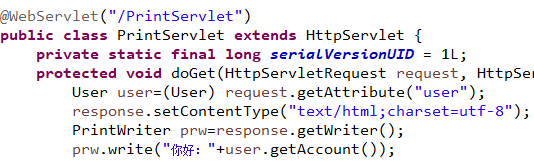 @WebServlet("/PrintServlet")
public class PrintServlet extends HttpServlet {
private static final long serialVersionUID = 1L;
protected void doGet(HttpServletRequest request, HttpSer
User user=(User) request.getAttribute("user");
response.setContentType("text/html;charset=utf-8");
PrintWriter prw=response.getWriter();
prw.write("你好："+user.getAccount());